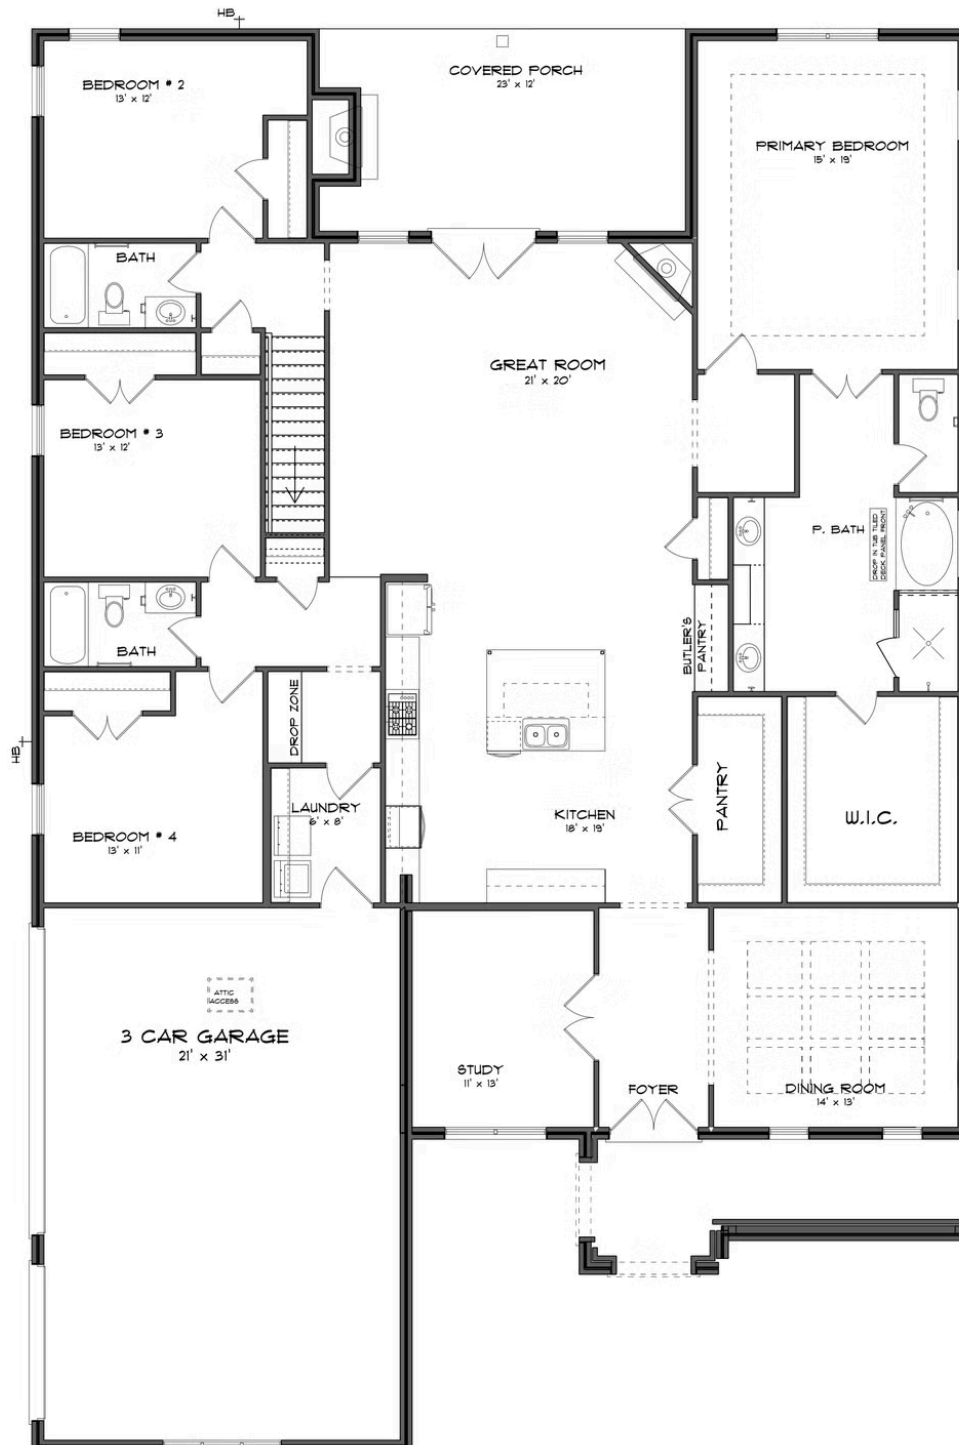 HB
BEDROOM # 2
13' x 12'
COVERED PORCH
23' x 12'
PRIMARY BEDROOM
15' x 19'
BATH
GREAT ROOM
21' x 20'
BEDROOM # 3
13' x 12'
P. BATH
DROP IN TUB TILED
DECK, PANEL FRONT
BATH
BUTLER'S
PANTRY
DROP ZONE
HB
LAUNDRY
6' x 8'
KITCHEN
18' x 19'
PANTRY
W.I.C.
BEDROOM # 4
13' x 11'
ATTIC
ACCESS
3 CAR GARAGE
21' x 31'
STUDY
11' x 13'
FOYER
DINING ROOM
14' x 13'